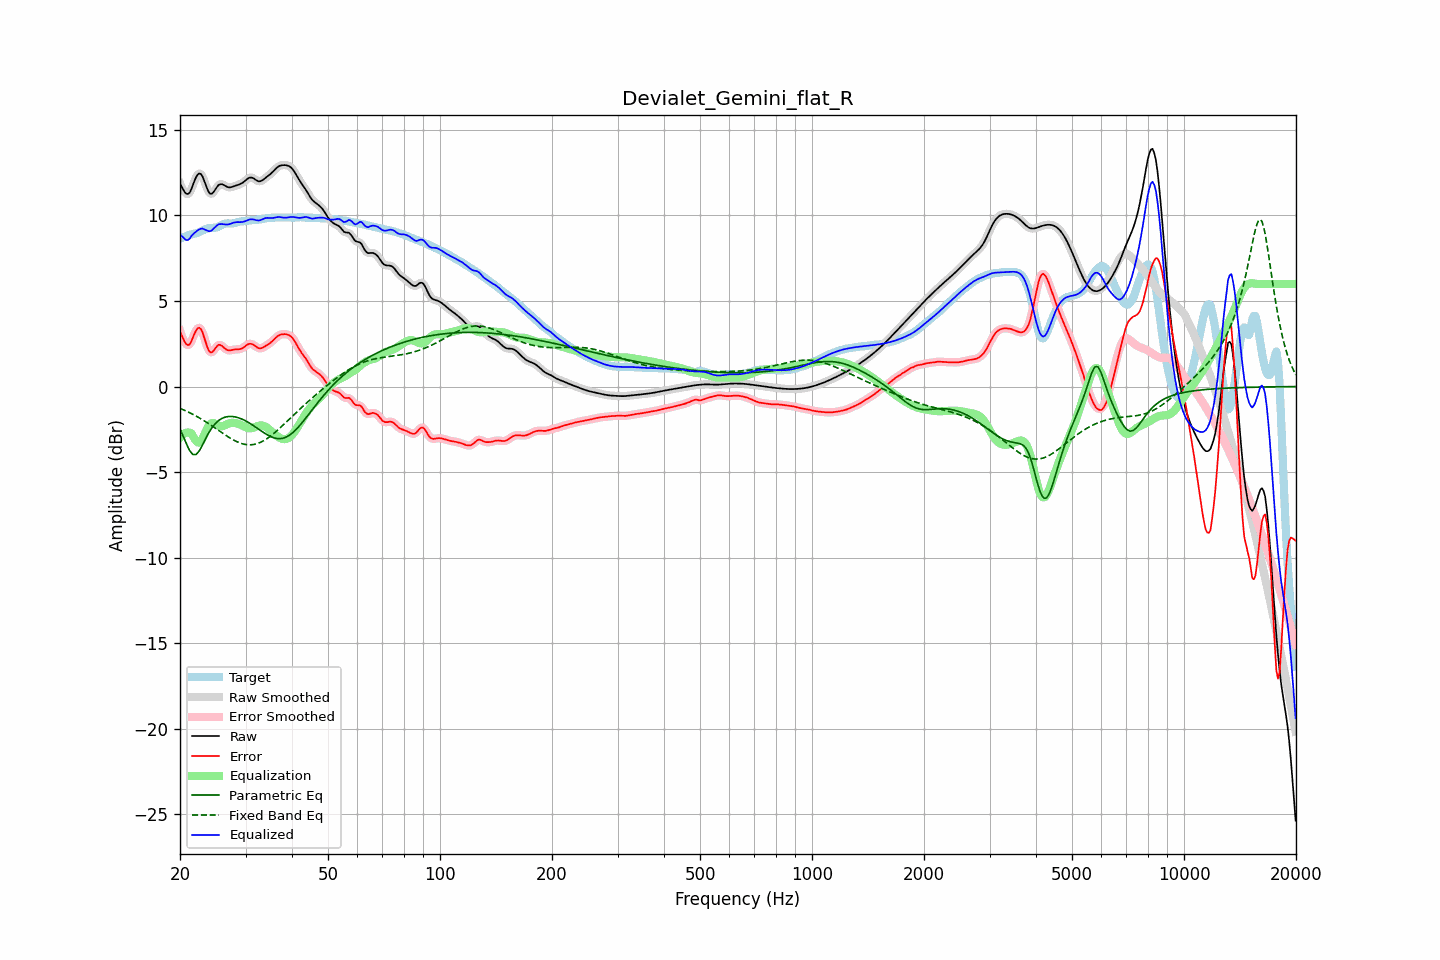 Devialet_Gemini_flat_R
15
10
5
0
−5
−10
−15
−20
−25
Amplitude (dBr)
Target
Raw Smoothed
Error Smoothed
Raw
Error
Equalization
Parametric Eq
Fixed Band Eq
Equalized
20
50
100
200
500
1000
2000
5000
10000
20000
Frequency (Hz)